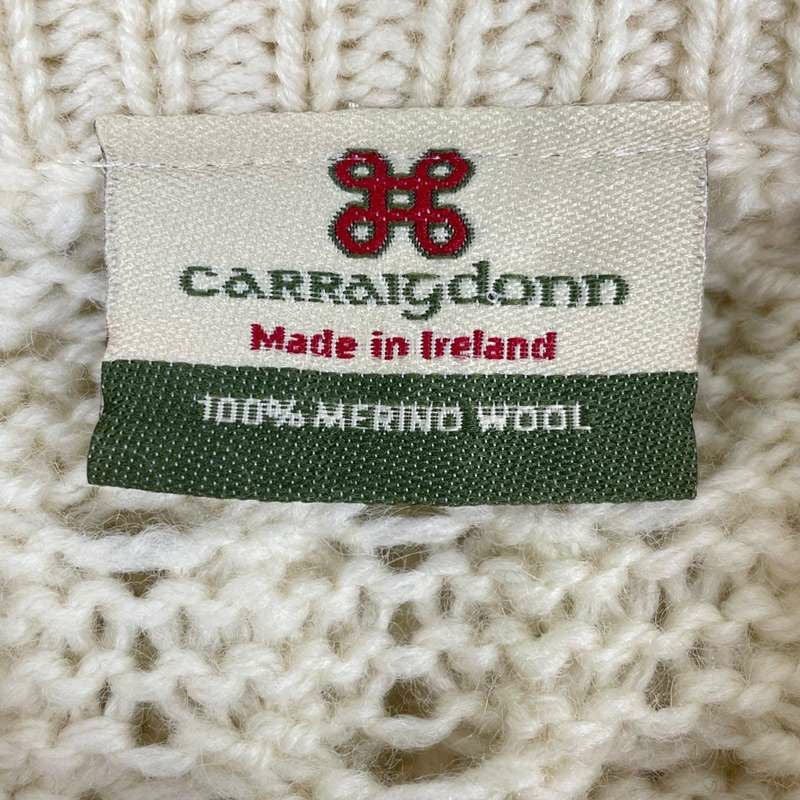 CARRAIgdonn
Made in Ireland
100% MERINO WOOL